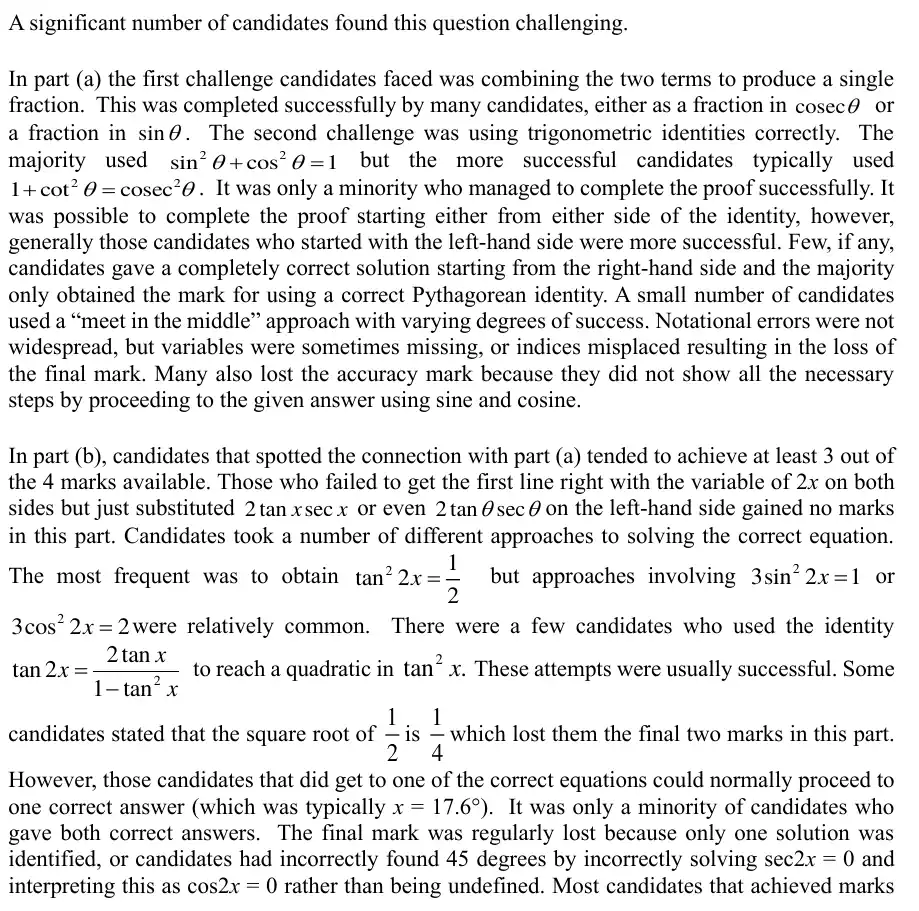 A significant number of candidates found this question challenging.
In part (a) the first challenge candidates faced was combining the two terms to produce a single
fraction. This was completed successfully by many candidates, either as a fraction in cosecθ or
a fraction in sin θ. The second challenge was using trigonometric identities correctly. The
majority used sin² θ + cos² θ = 1 but the more successful candidates typically used
1 + cot² θ = cosec²θ. It was only a minority who managed to complete the proof successfully. It
was possible to complete the proof starting either from either side of the identity, however,
generally those candidates who started with the left-hand side were more successful. Few, if any,
candidates gave a completely correct solution starting from the right-hand side and the majority
only obtained the mark for using a correct Pythagorean identity. A small number of candidates
used a “meet in the middle” approach with varying degrees of success. Notational errors were not
widespread, but variables were sometimes missing, or indices misplaced resulting in the loss of
the final mark. Many also lost the accuracy mark because they did not show all the necessary
steps by proceeding to the given answer using sine and cosine.
In part (b), candidates that spotted the connection with part (a) tended to achieve at least 3 out of
the 4 marks available. Those who failed to get the first line right with the variable of 2x on both
sides but just substituted 2 tan x sec x or even 2 tan θ sec θ on the left-hand side gained no marks
in this part. Candidates took a number of different approaches to solving the correct equation.
The most frequent was to obtain tan² 2x = 1/2 but approaches involving 3sin² 2x = 1 or
3cos² 2x = 2 were relatively common. There were a few candidates who used the identity
tan 2x = 2 tan x / 1 − tan² x to reach a quadratic in tan² x. These attempts were usually successful. Some
candidates stated that the square root of 1/2 is 1/4 which lost them the final two marks in this part.
However, those candidates that did get to one of the correct equations could normally proceed to
one correct answer (which was typically x = 17.6°). It was only a minority of candidates who
gave both correct answers. The final mark was regularly lost because only one solution was
identified, or candidates had incorrectly found 45 degrees by incorrectly solving sec2x = 0 and
interpreting this as cos2x = 0 rather than being undefined. Most candidates that achieved marks